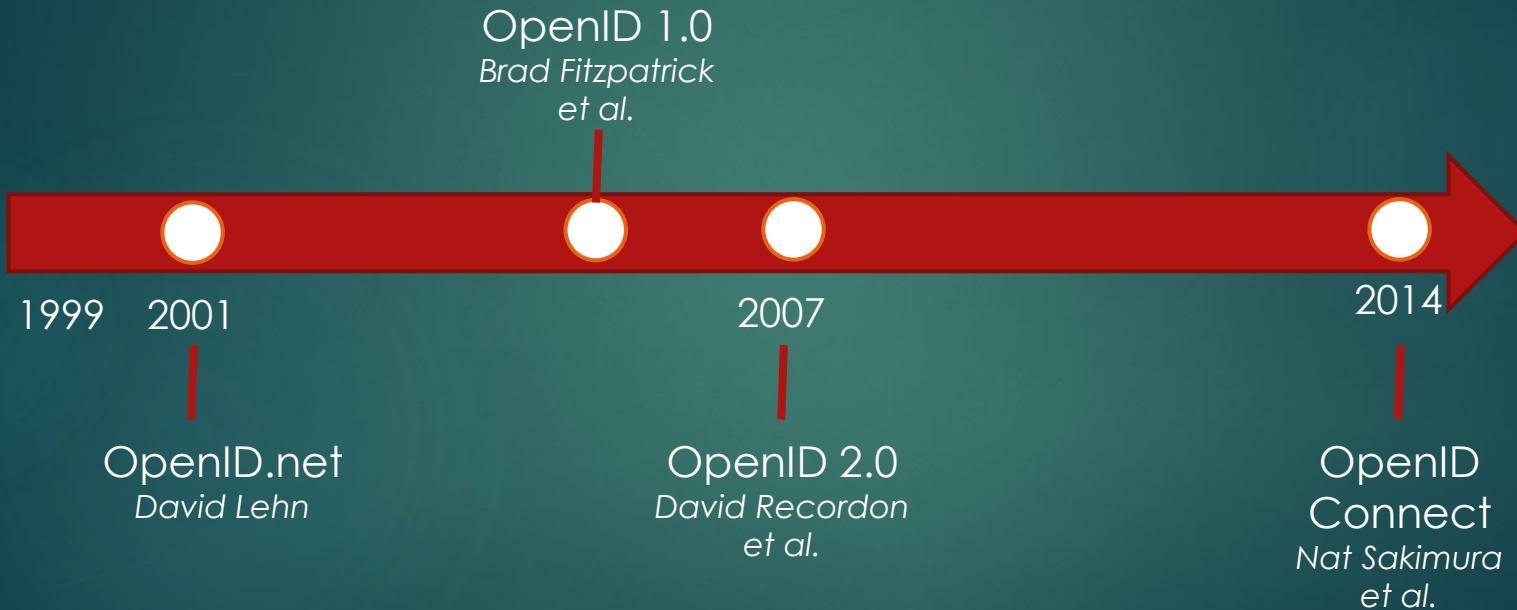 OpenID 1.0
Brad Fitzpatrick
et al.
1999
2001
2007
2014
OpenID.net
David Lehn
OpenID 2.0
David Recordon
et al.
OpenID
Connect
Nat Sakimura
et al.